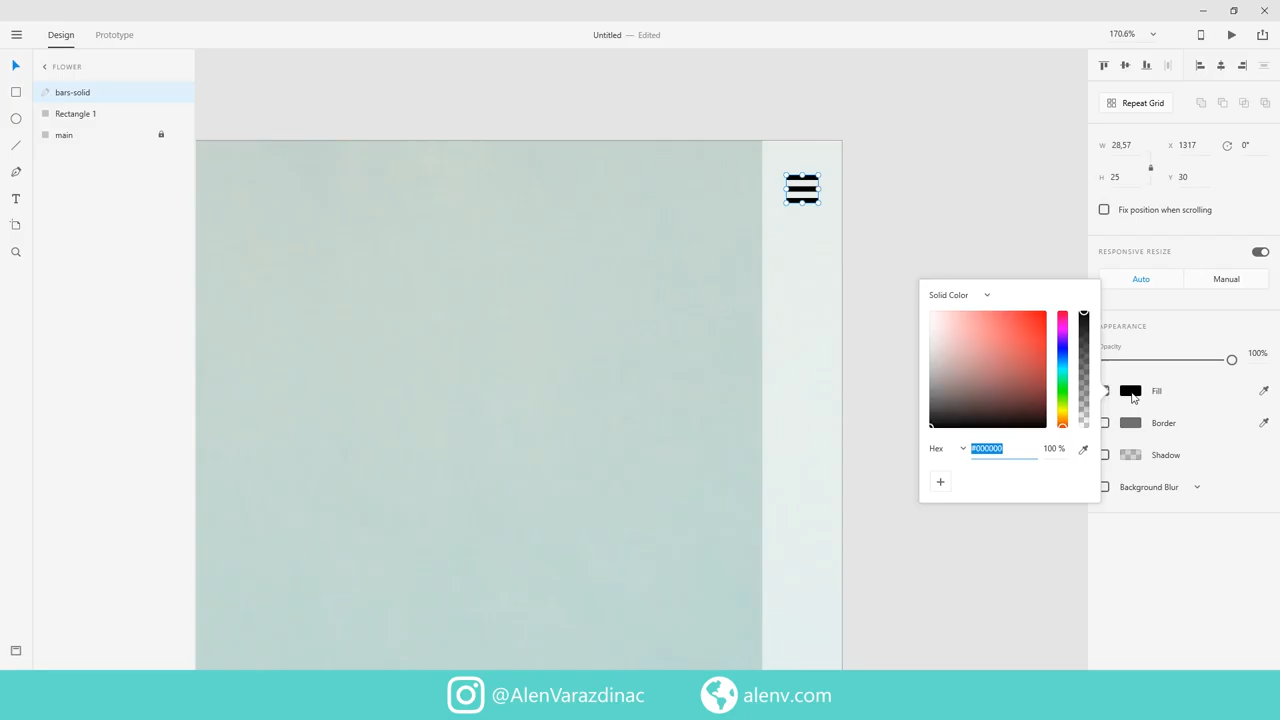 Design
Prototype
Untitled — Edited
170.6%
FLOWER
bars-solid
Rectangle 1
main
Repeat Grid
W 28,57 X 1317 0°
H 25 Y 30
Fix position when scrolling
RESPONSIVE RESIZE
Auto
Manual
APPEARANCE
Opacity
100%
Solid Color
Fill
Border
Hex #000000 100 %
Shadow
Background Blur
@AlenVarazdinac
alenv.com